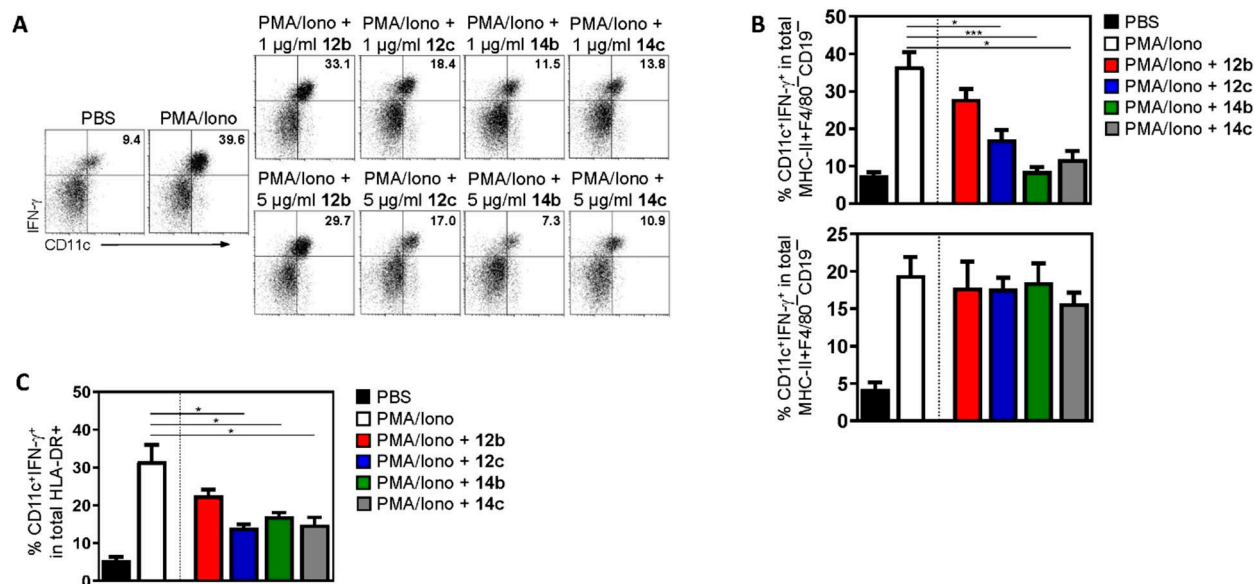 A
PMA/Iono +
1 µg/ml 12b
33.1
PMA/Iono +
1 µg/ml 12c
18.4
PMA/Iono +
1 µg/ml 14b
11.5
PMA/Iono +
1 µg/ml 14c
13.8
PBS
9.4
PMA/Iono
39.6
IFN-γ
CD11c
PMA/Iono +
5 µg/ml 12b
29.7
PMA/Iono +
5 µg/ml 12c
17.0
PMA/Iono +
5 µg/ml 14b
7.3
PMA/Iono +
5 µg/ml 14c
10.9
B
% CD11c⁺IFN-γ⁺ in total
MHC-II+F4/80⁻CD19⁻
50
40
30
20
10
0
*
***
*
PBS
PMA/Iono
PMA/Iono + 12b
PMA/Iono + 12c
PMA/Iono + 14b
PMA/Iono + 14c
% CD11c⁺IFN-γ⁺ in total
MHC-II+F4/80⁻CD19⁻
25
20
15
10
5
0
C
% CD11c⁺IFN-γ⁺
in total HLA-DR+
50
40
30
20
10
0
*
*
*
PBS
PMA/Iono
PMA/Iono + 12b
PMA/Iono + 12c
PMA/Iono + 14b
PMA/Iono + 14c